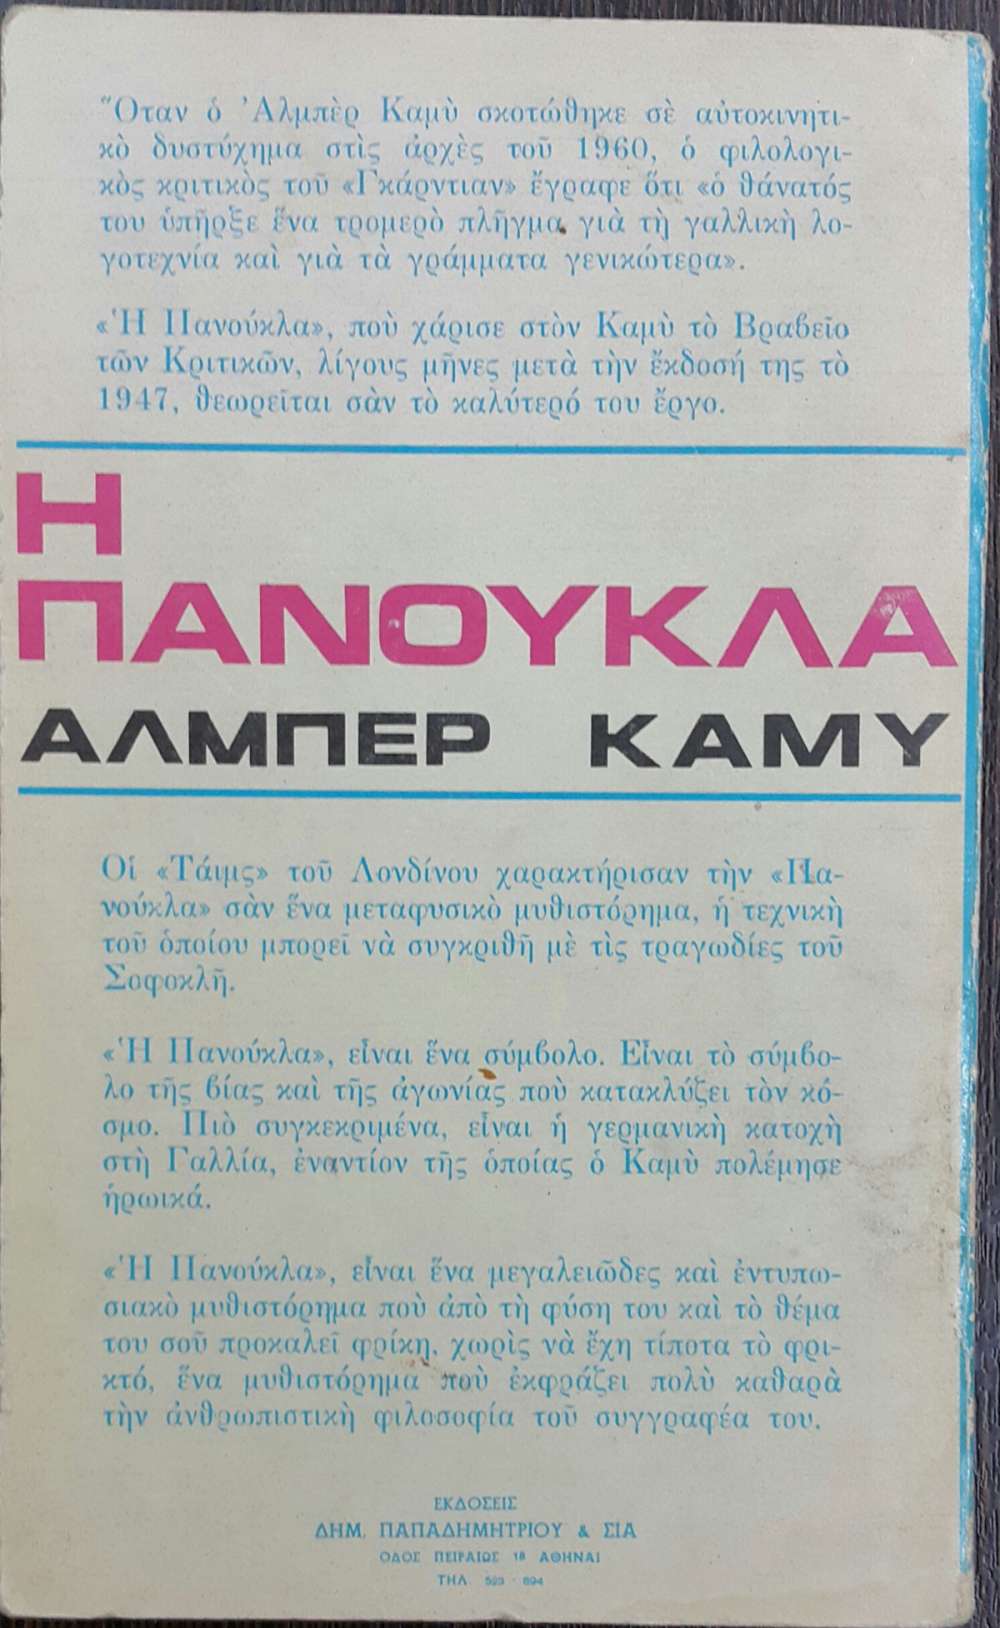 Ὅταν ὁ Ἀλμπὲρ Καμὺ σκοτώθηκε σὲ αὐτοκινητι-
κὸ δυστύχημα στὶς ἀρχὲς τοῦ 1960, ὁ φιλολογι-
κὸς κριτικὸς τοῦ «Γκάρντιαν» ἔγραφε ὅτι «ὁ θάνατός
του ὑπῆρξε ἕνα τρομερὸ πλῆγμα γιὰ τὴ γαλλικὴ λο-
γοτεχνία καὶ γιὰ τὰ γράμματα γενικώτερα».
«Ἡ Πανούκλα», ποὺ χάρισε στὸν Καμὺ τὸ Βραβεῖο
τῶν Κριτικῶν, λίγους μῆνες μετὰ τὴν ἔκδοσή της τὸ
1947, θεωρεῖται σὰν τὸ καλύτερό του ἔργο.
Η
ΠΑΝΟΥΚΛΑ
ΑΛΜΠΕΡ ΚΑΜΥ
Οἱ «Τάιμς» τοῦ Λονδίνου χαρακτήρισαν τὴν «Πα-
νούκλα» σὰν ἕνα μεταφυσικὸ μυθιστόρημα, ἡ τεχνικὴ
τοῦ ὁποίου μπορεῖ νὰ συγκριθῆ μὲ τὶς τραγωδίες τοῦ
Σοφοκλῆ.
«Ἡ Πανούκλα», εἶναι ἕνα σύμβολο. Εἶναι τὸ σύμβο-
λο τῆς βίας καὶ τῆς ἀγωνίας ποὺ κατακλύζει τὸν κό-
σμο. Πιὸ συγκεκριμένα, εἶναι ἡ γερμανικὴ κατοχὴ
στὴ Γαλλία, ἐναντίον τῆς ὁποίας ὁ Καμὺ πολέμησε
ἡρωικά.
«Ἡ Πανούκλα», εἶναι ἕνα μεγαλειῶδες καὶ ἐντυπω-
σιακὸ μυθιστόρημα ποὺ ἀπὸ τὴ φύση του καὶ τὸ θέμα
του σοῦ προκαλεῖ φρίκη, χωρὶς νὰ ἔχη τίποτα τὸ φρι-
κτό, ἕνα μυθιστόρημα ποὺ ἐκφράζει πολὺ καθαρὰ
τὴν ἀνθρωπιστικὴ φιλοσοφία τοῦ συγγραφέα του.
ΕΚΔΟΣΕΙΣ
ΔΗΜ. ΠΑΠΑΔΗΜΗΤΡΙΟΥ & ΣΙΑ
ΟΔΟΣ ΠΕΙΡΑΙΩΣ 18 ΑΘΗΝΑΙ
ΤΗΛ. 523 - 694